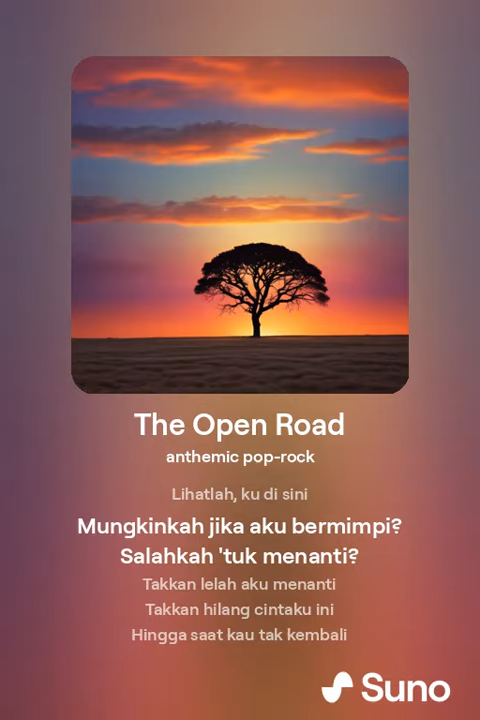 The Open Road
anthemic pop-rock
Lihatlah, ku di sini
Mungkinkah jika aku bermimpi?
Salahkah 'tuk menanti?
Takkan lelah aku menanti
Takkan hilang cintaku ini
Hingga saat kau tak kembali
Suno